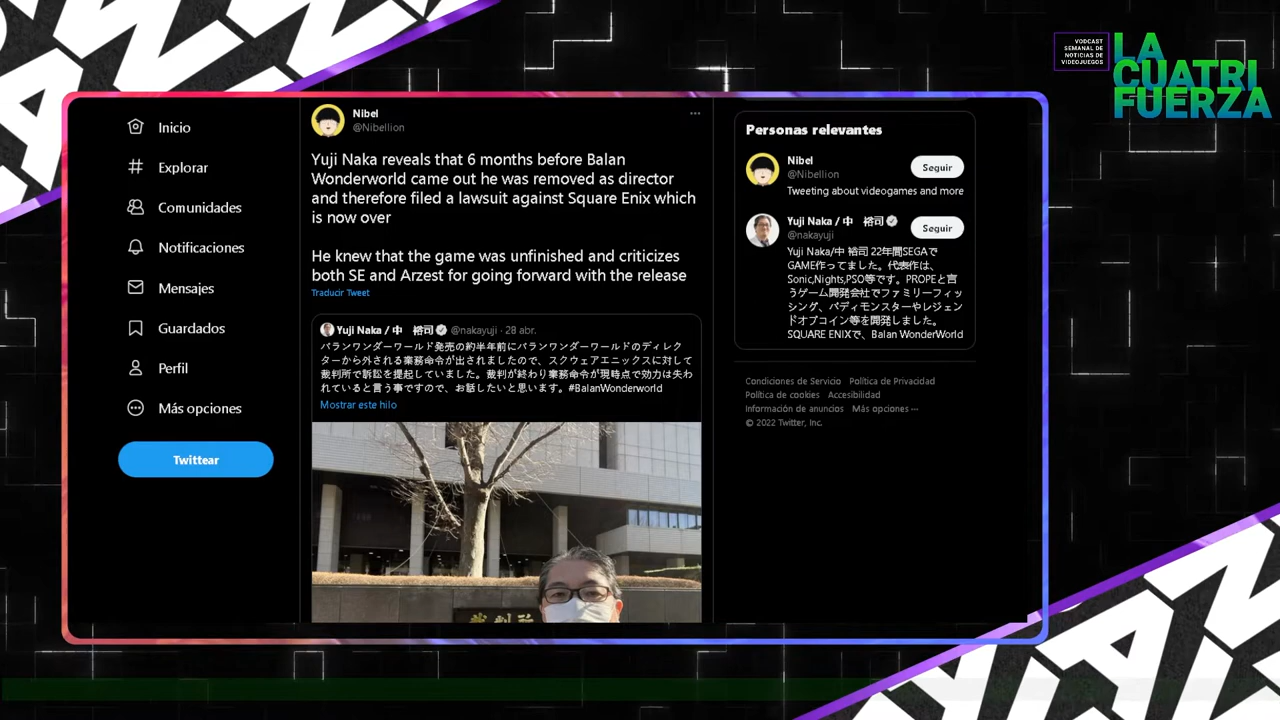 VODCAST
SEMANAL DE
NOTICIAS DE
VIDEOJUEGOS
LA
CUATRI
FUERZA
Inicio
Explorar
Comunidades
Notificaciones
Mensajes
Guardados
Perfil
Más opciones
Twittear
Nibel
@Nibellion
Yuji Naka reveals that 6 months before Balan
Wonderworld came out he was removed as director
and therefore filed a lawsuit against Square Enix which
is now over
He knew that the game was unfinished and criticizes
both SE and Arzest for going forward with the release
Traducir Tweet
Yuji Naka / 中　裕司 @nakayuji · 28 abr.
バランワンダーワールド発売の約半年前にバランワンダーワールドのディレク
ターから外される業務命令が出されましたので、スクウェアエニックスに対して
裁判所で訴訟を提起していました。裁判が終わり業務命令が現時点で効力は失わ
れていると言う事ですので、お話したいと思います。#BalanWonderworld
Mostrar este hilo
裁判所
Personas relevantes
Nibel
@Nibellion
Seguir
Tweeting about videogames and more
Yuji Naka / 中　裕司
@nakayuji
Seguir
Yuji Naka/中 裕司 22年間SEGAで
GAME作ってました。代表作は、
Sonic,Nights,PSO等です。PROPEと言
うゲーム開発会社でファミリーフィッ
シング、バディモンスターやレジェン
ドオブコイン等を開発しました。
SQUARE ENIXで、Balan WonderWorld
Condiciones de Servicio Política de Privacidad
Política de cookies Accesibilidad
Información de anuncios Más opciones ···
© 2022 Twitter, Inc.